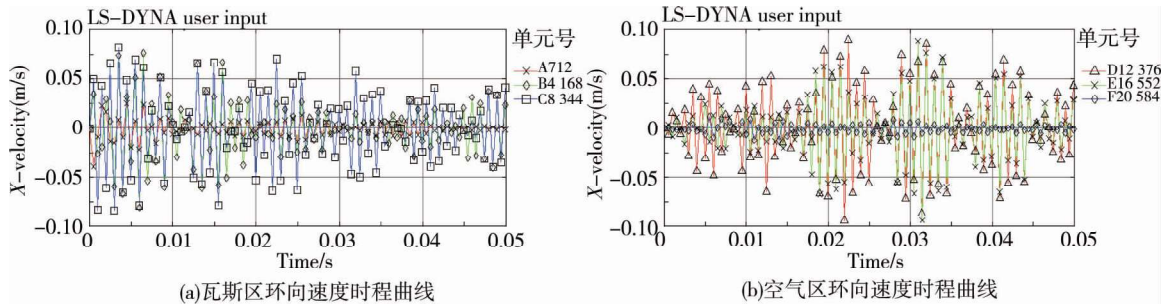 LS-DYNA user input
0.10
0.05
0
-0.05
-0.10
X-velocity(m/s)
单元号
A712
B4 168
C8 344
0 0.01 0.02 0.03 0.04 0.05
Time/s
(a)瓦斯区环向速度时程曲线
LS-DYNA user input
0.10
0.05
0
-0.05
-0.10
X-velocity(m/s)
单元号
D12 376
E16 552
F20 584
0 0.01 0.02 0.03 0.04 0.05
Time/s
(b)空气区环向速度时程曲线